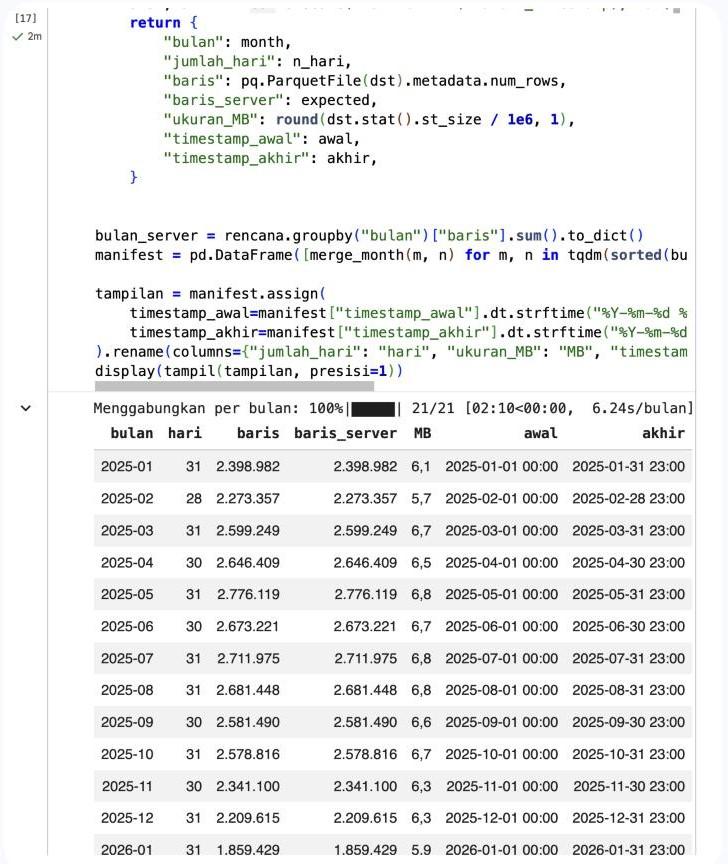 [17]
✓ 2m
return {
"bulan": month,
"jumlah_hari": n_hari,
"baris": pq.ParquetFile(dst).metadata.num_rows,
"baris_server": expected,
"ukuran_MB": round(dst.stat().st_size / 1e6, 1),
"timestamp_awal": awal,
"timestamp_akhir": akhir,
}
bulan_server = rencana.groupby("bulan")["baris"].sum().to_dict()
manifest = pd.DataFrame([merge_month(m, n) for m, n in tqdm(sorted(bu
tampilan = manifest.assign(
timestamp_awal=manifest["timestamp_awal"].dt.strftime("%Y-%m-%d %
timestamp_akhir=manifest["timestamp_akhir"].dt.strftime("%Y-%m-%d
).rename(columns={"jumlah_hari": "hari", "ukuran_MB": "MB", "timestam
display(tampil(tampilan, presisi=1))
Menggabungkan per bulan: 100%|██████| 21/21 [02:10<00:00, 6.24s/bulan]
bulan hari baris baris_server MB awal akhir
2025-01 31 2.398.982 2.398.982 6,1 2025-01-01 00:00 2025-01-31 23:00
2025-02 28 2.273.357 2.273.357 5,7 2025-02-01 00:00 2025-02-28 23:00
2025-03 31 2.599.249 2.599.249 6,7 2025-03-01 00:00 2025-03-31 23:00
2025-04 30 2.646.409 2.646.409 6,5 2025-04-01 00:00 2025-04-30 23:00
2025-05 31 2.776.119 2.776.119 6,8 2025-05-01 00:00 2025-05-31 23:00
2025-06 30 2.673.221 2.673.221 6,7 2025-06-01 00:00 2025-06-30 23:00
2025-07 31 2.711.975 2.711.975 6,8 2025-07-01 00:00 2025-07-31 23:00
2025-08 31 2.681.448 2.681.448 6,8 2025-08-01 00:00 2025-08-31 23:00
2025-09 30 2.581.490 2.581.490 6,6 2025-09-01 00:00 2025-09-30 23:00
2025-10 31 2.578.816 2.578.816 6,7 2025-10-01 00:00 2025-10-31 23:00
2025-11 30 2.341.100 2.341.100 6,3 2025-11-01 00:00 2025-11-30 23:00
2025-12 31 2.209.615 2.209.615 6,3 2025-12-01 00:00 2025-12-31 23:00
2026-01 31 1.859.429 1.859.429 5,9 2026-01-01 00:00 2026-01-31 23:00